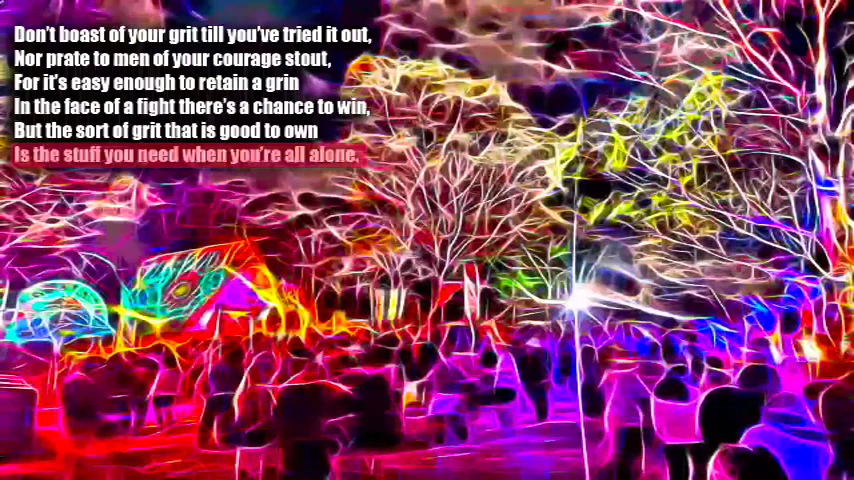 Don't boast of your grit till you've tried it out,
Nor prate to men of your courage stout,
For it's easy enough to retain a grin
In the face of a fight there's a chance to win,
But the sort of grit that is good to own
Is the stuff you need when you're all alone.